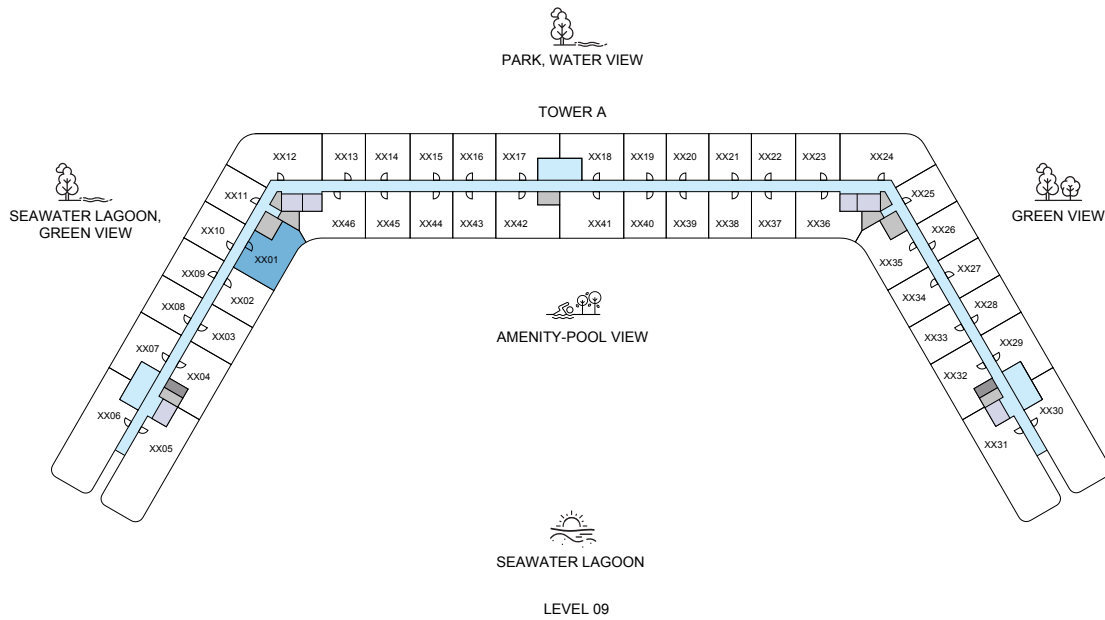 PARK, WATER VIEW
TOWER A
XX12 XX13 XX14 XX15 XX16 XX17 XX18 XX19 XX20 XX21 XX22 XX23 XX24
SEAWATER LAGOON,
GREEN VIEW
GREEN VIEW
XX11 XX25
XX10 XX46 XX45 XX44 XX43 XX42 XX41 XX40 XX39 XX38 XX37 XX36 XX26
XX01 XX35
XX09 XX27
XX02 XX34
XX08 XX28
XX03 XX33
AMENITY-POOL VIEW
XX07 XX29
XX04 XX32
XX06 XX30
XX05 XX31
SEAWATER LAGOON
LEVEL 09